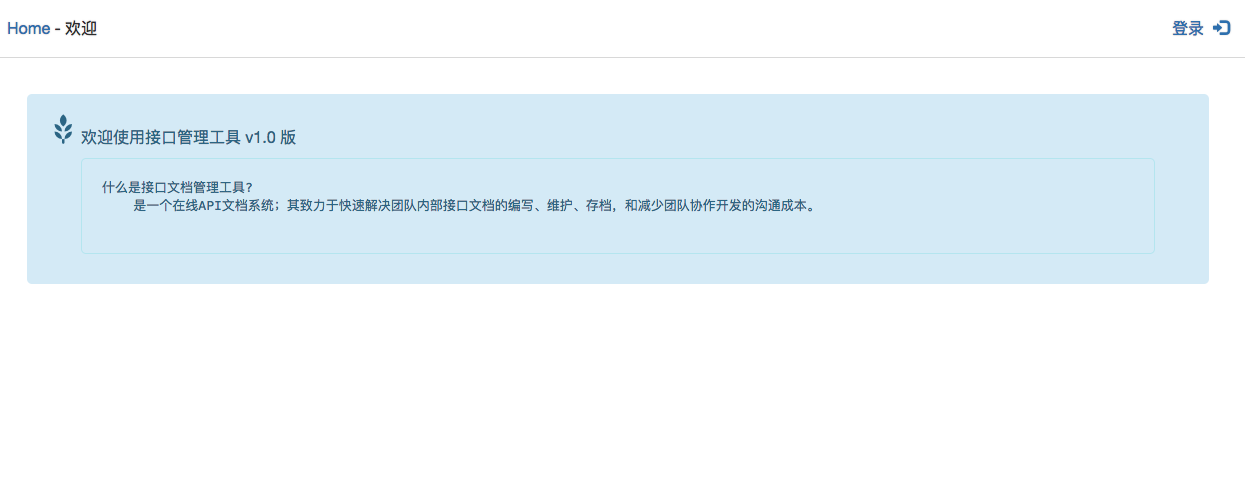 Home - 欢迎
登录
欢迎使用接口管理工具 v1.0 版
什么是接口文档管理工具?
是一个在线API文档系统；其致力于快速解决团队内部接口文档的编写、维护、存档，和减少团队协作开发的沟通成本。